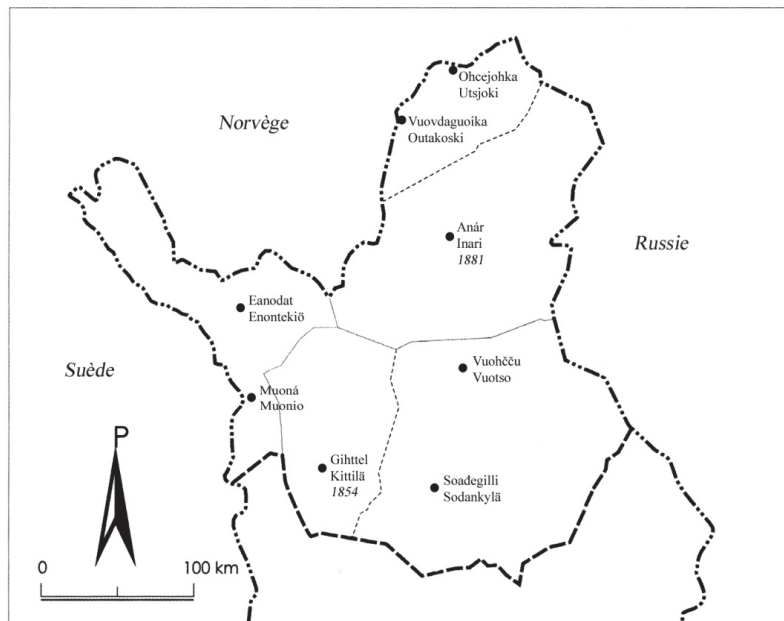 Ohcejohka
Utsjoki
Norvège
Vuovdaguoika
Outakoski
Anár
Inari
1881
Russie
Eanodat
Enontekiö
Suède
Vuohčču
Vuotso
Muoná
Muonio
P
Gihttel
Kittilä
1854
Soadegilli
Sodankylä
0
100 km